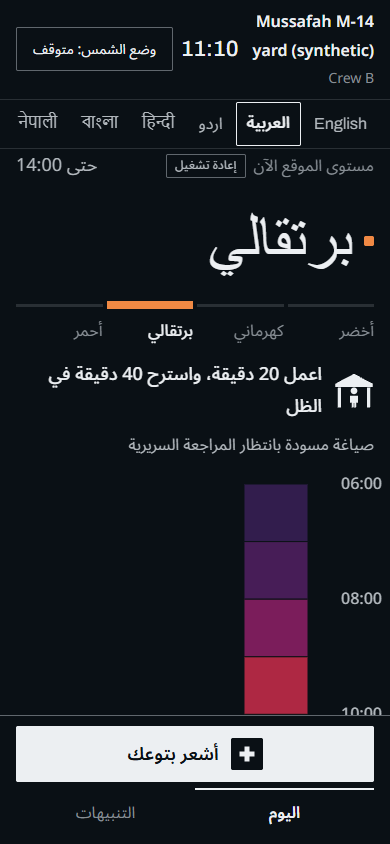 Mussafah M-14
yard (synthetic)
Crew B
11:10
وضع الشمس: متوقف
English
العربية
اردو
हिन्दी
বাংলা
नेपाली
مستوى الموقع الآن
إعادة تشغيل
حتى 14:00
برتقالي
أخضر
كهرماني
برتقالي
أحمر
اعمل 20 دقيقة، واسترح 40 دقيقة في
الظل
صياغة مسودة بانتظار المراجعة السريرية
06:00
08:00
10:00
أشعر بتوعك
اليوم
التنبيهات